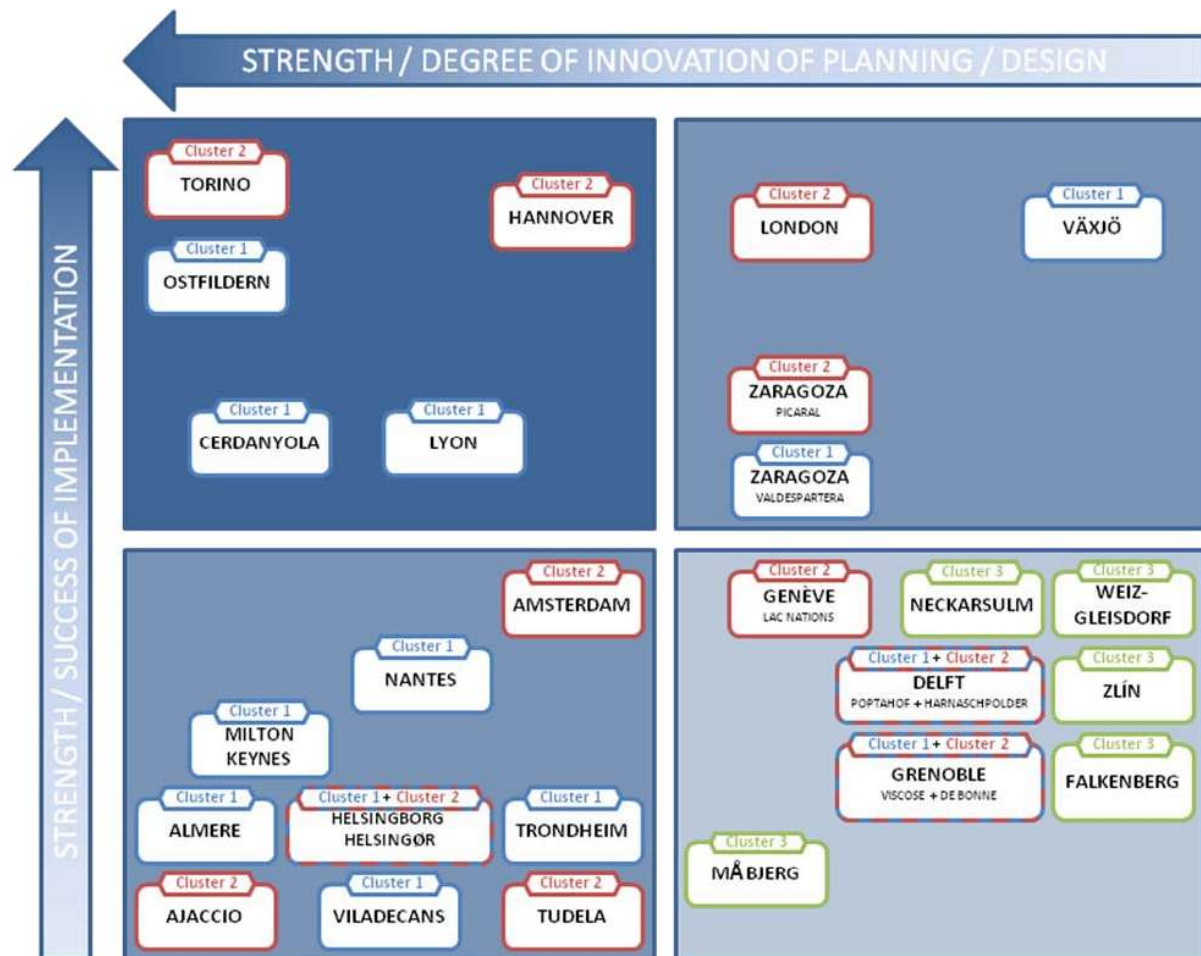 STRENGTH / DEGREE OF INNOVATION OF PLANNING / DESIGN
STRENGTH / SUCCESS OF IMPLEMENTATION
Cluster 2
TORINO
Cluster 2
HANNOVER
Cluster 1
OSTFILDERN
Cluster 1
CERDANYOLA
Cluster 1
LYON
Cluster 2
LONDON
Cluster 1
VÄXJÖ
Cluster 2
ZARAGOZA
PICARAL
Cluster 1
ZARAGOZA
VALDESPARTERA
Cluster 2
AMSTERDAM
Cluster 1
NANTES
Cluster 1
MILTON
KEYNES
Cluster 1
ALMERE
Cluster 1 + Cluster 2
HELSINGBORG
HELSINGØR
Cluster 1
TRONDHEIM
Cluster 2
AJACCIO
Cluster 1
VILADECANS
Cluster 2
TUDELA
Cluster 2
GENÈVE
LAC NATIONS
Cluster 3
NECKARSULM
Cluster 3
WEIZ-
GLEISDORF
Cluster 1 + Cluster 2
DELFT
POPTAHOF + HARNASCHPOLDER
Cluster 3
ZLÍN
Cluster 1 + Cluster 2
GRENOBLE
VISCOSE + DE BONNE
Cluster 3
FALKENBERG
Cluster 3
MÅBJERG